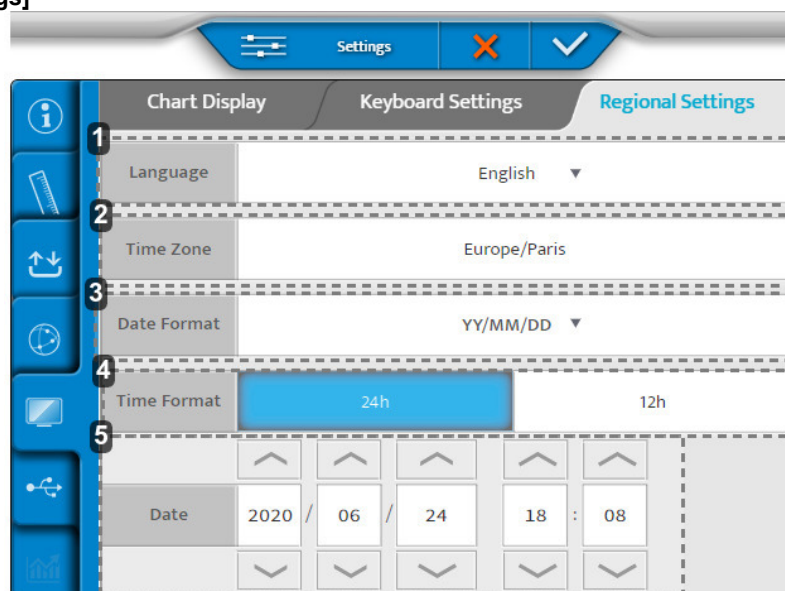 gs]
Settings
Chart Display Keyboard Settings Regional Settings
1
Language English
2
Time Zone Europe/Paris
3
Date Format YY/MM/DD
4
Time Format 24h 12h
5
Date 2020 / 06 / 24 18 : 08